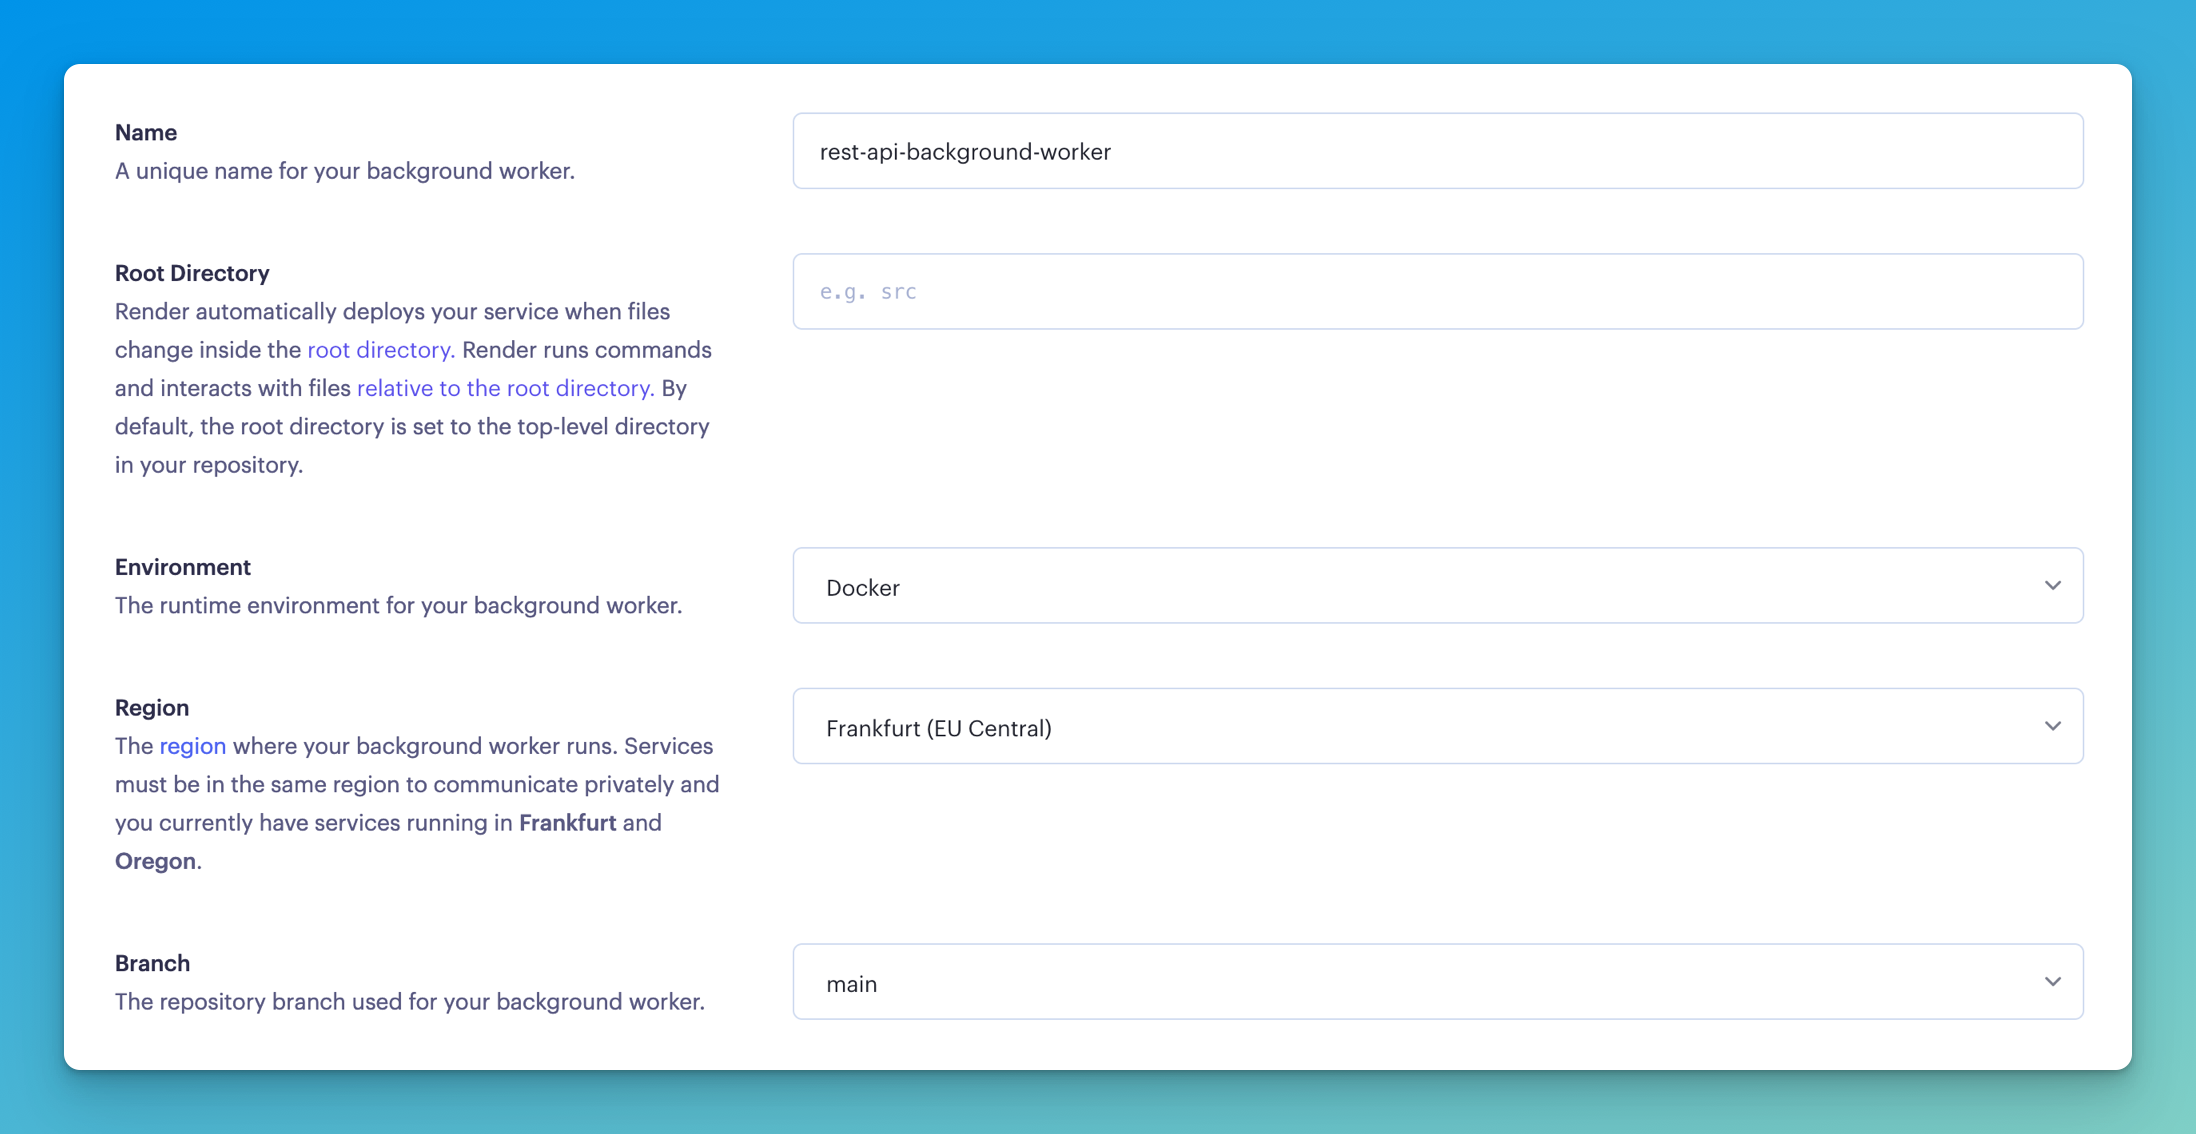 Name
A unique name for your background worker.
rest-api-background-worker
Root Directory
Render automatically deploys your service when files
change inside the root directory. Render runs commands
and interacts with files relative to the root directory. By
default, the root directory is set to the top-level directory
in your repository.
e.g. src
Environment
The runtime environment for your background worker.
Docker
Region
The region where your background worker runs. Services
must be in the same region to communicate privately and
you currently have services running in Frankfurt and
Oregon.
Frankfurt (EU Central)
Branch
The repository branch used for your background worker.
main